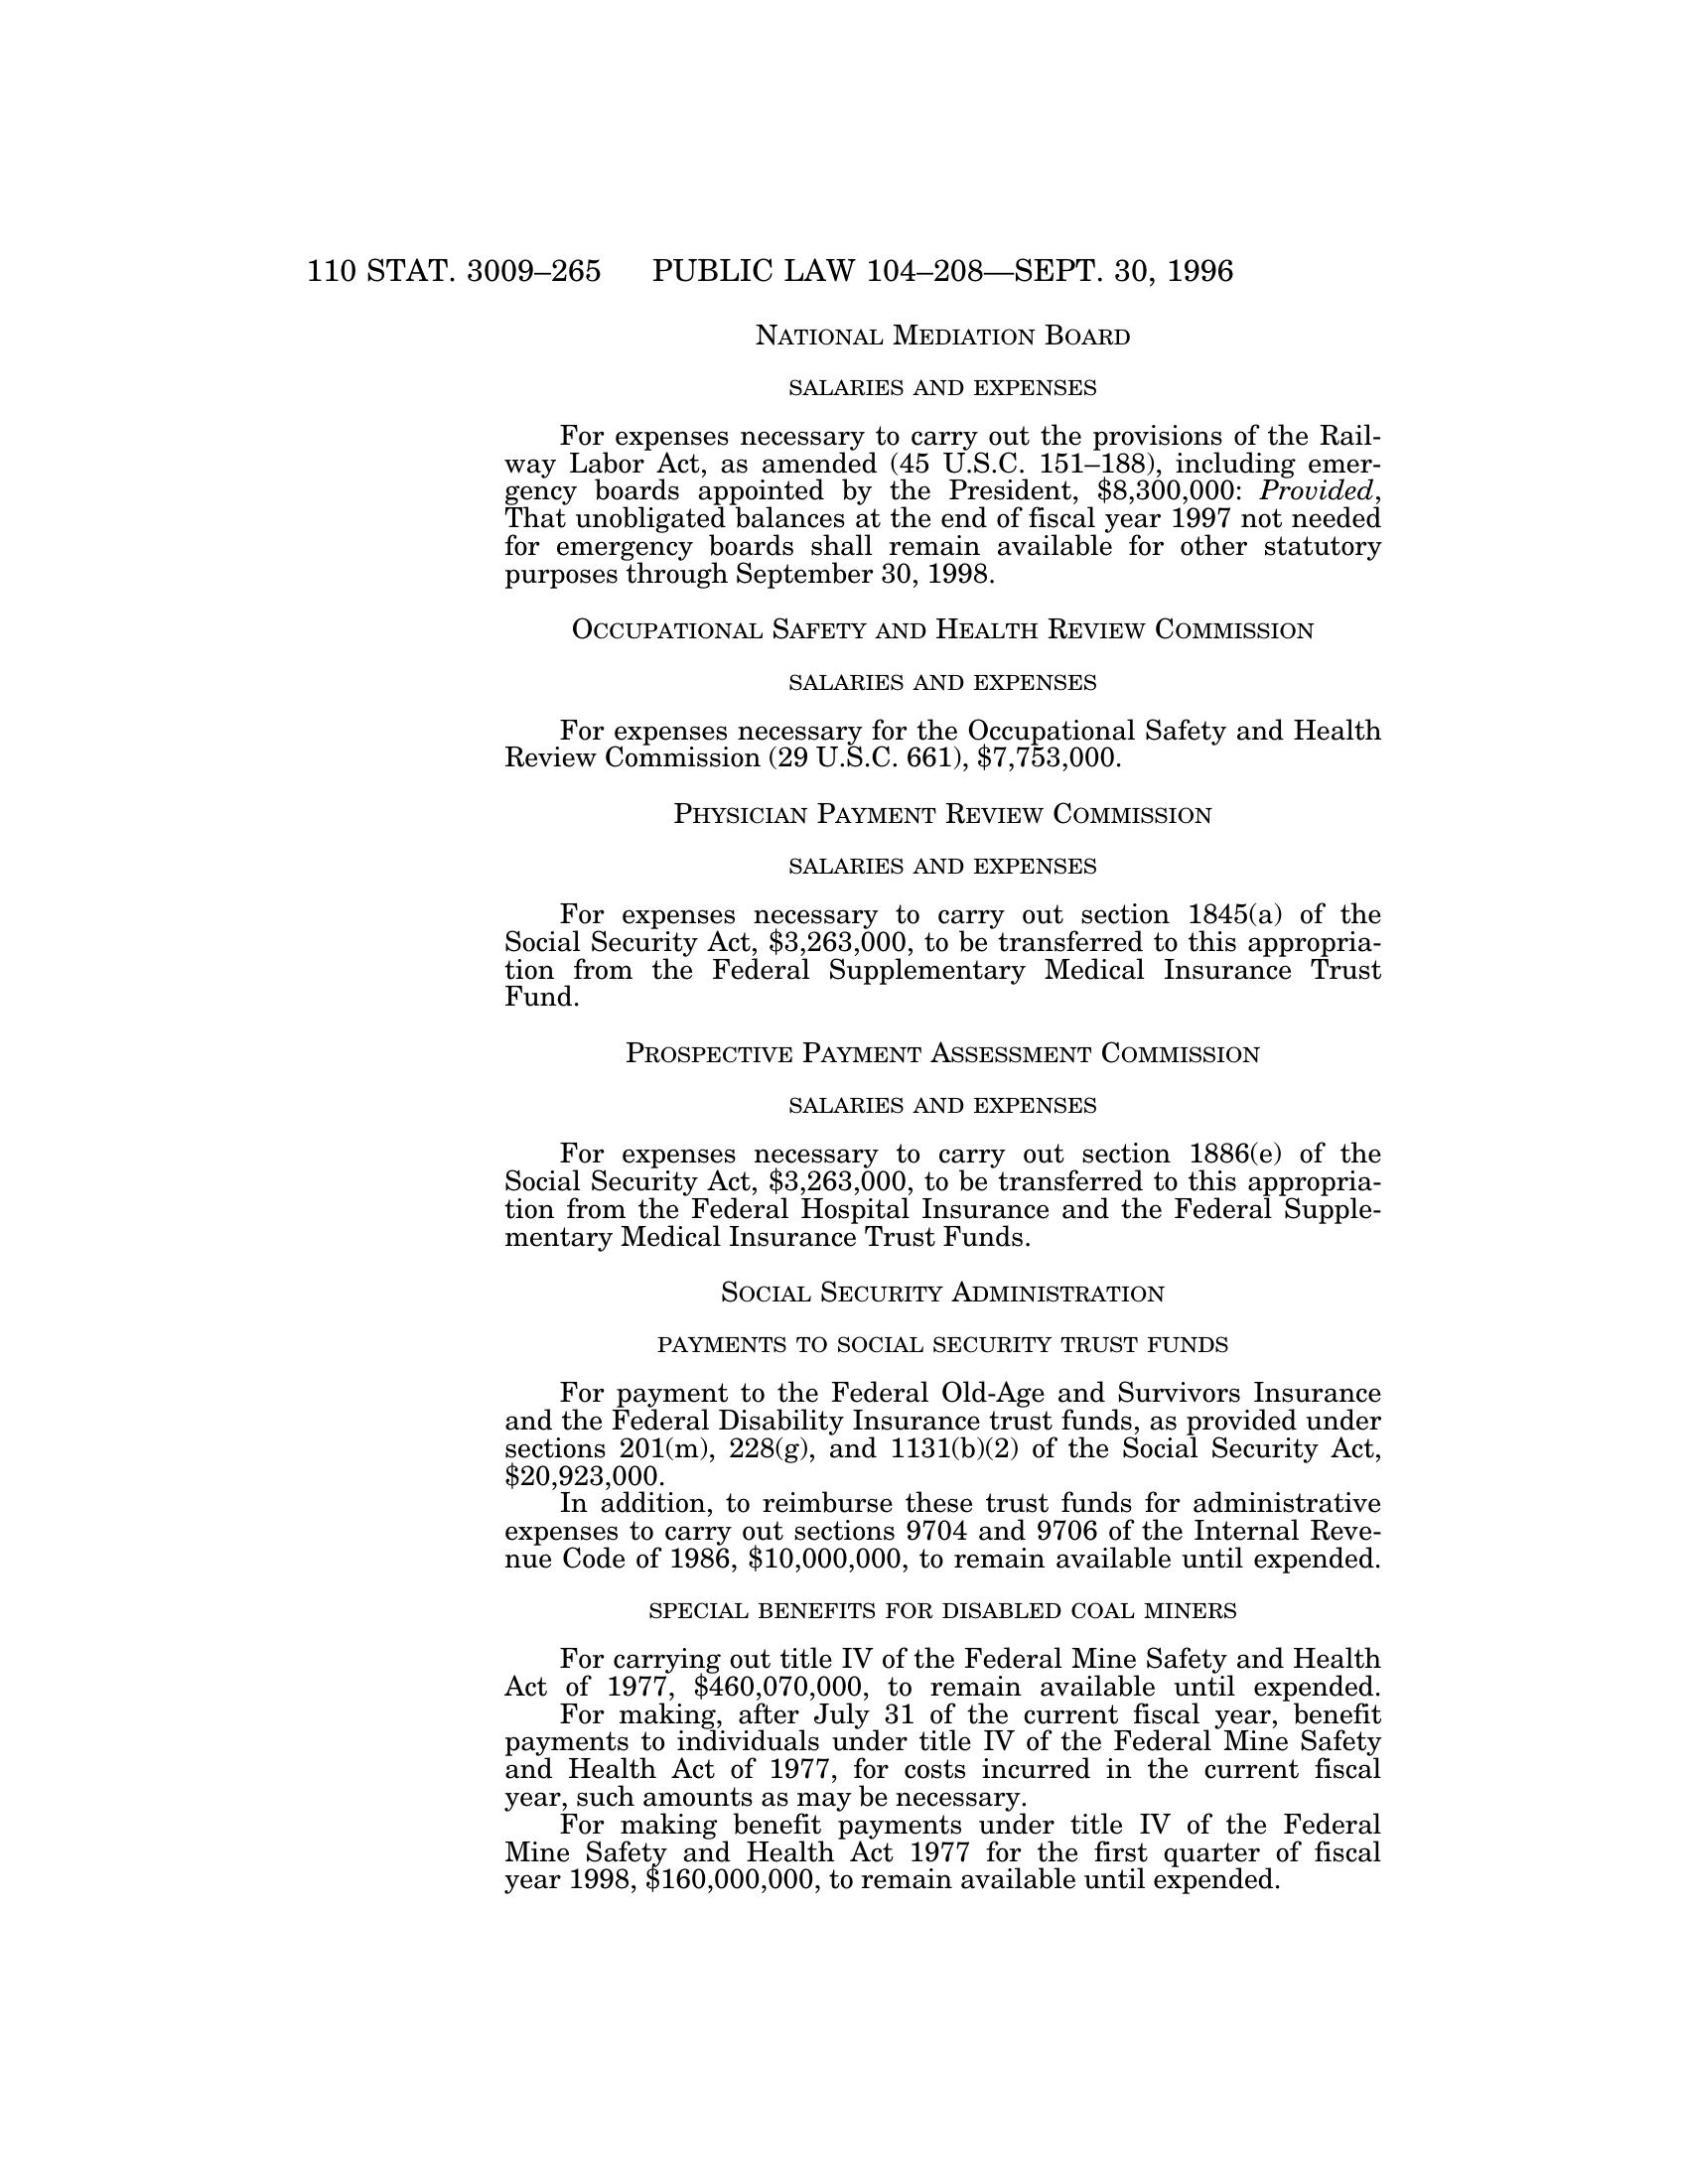 110 STAT. 3009–265 PUBLIC LAW 104–208—SEPT. 30, 1996
NATIONAL MEDIATION BOARD
SALARIES AND EXPENSES
For expenses necessary to carry out the provisions of the Rail-
way Labor Act, as amended (45 U.S.C. 151–188), including emer-
gency boards appointed by the President, $8,300,000: Provided,
That unobligated balances at the end of fiscal year 1997 not needed
for emergency boards shall remain available for other statutory
purposes through September 30, 1998.
OCCUPATIONAL SAFETY AND HEALTH REVIEW COMMISSION
SALARIES AND EXPENSES
For expenses necessary for the Occupational Safety and Health
Review Commission (29 U.S.C. 661), $7,753,000.
PHYSICIAN PAYMENT REVIEW COMMISSION
SALARIES AND EXPENSES
For expenses necessary to carry out section 1845(a) of the
Social Security Act, $3,263,000, to be transferred to this appropria-
tion from the Federal Supplementary Medical Insurance Trust
Fund.
PROSPECTIVE PAYMENT ASSESSMENT COMMISSION
SALARIES AND EXPENSES
For expenses necessary to carry out section 1886(e) of the
Social Security Act, $3,263,000, to be transferred to this appropria-
tion from the Federal Hospital Insurance and the Federal Supple-
mentary Medical Insurance Trust Funds.
SOCIAL SECURITY ADMINISTRATION
PAYMENTS TO SOCIAL SECURITY TRUST FUNDS
For payment to the Federal Old-Age and Survivors Insurance
and the Federal Disability Insurance trust funds, as provided under
sections 201(m), 228(g), and 1131(b)(2) of the Social Security Act,
$20,923,000.
In addition, to reimburse these trust funds for administrative
expenses to carry out sections 9704 and 9706 of the Internal Reve-
nue Code of 1986, $10,000,000, to remain available until expended.
SPECIAL BENEFITS FOR DISABLED COAL MINERS
For carrying out title IV of the Federal Mine Safety and Health
Act of 1977, $460,070,000, to remain available until expended.
For making, after July 31 of the current fiscal year, benefit
payments to individuals under title IV of the Federal Mine Safety
and Health Act of 1977, for costs incurred in the current fiscal
year, such amounts as may be necessary.
For making benefit payments under title IV of the Federal
Mine Safety and Health Act 1977 for the first quarter of fiscal
year 1998, $160,000,000, to remain available until expended.